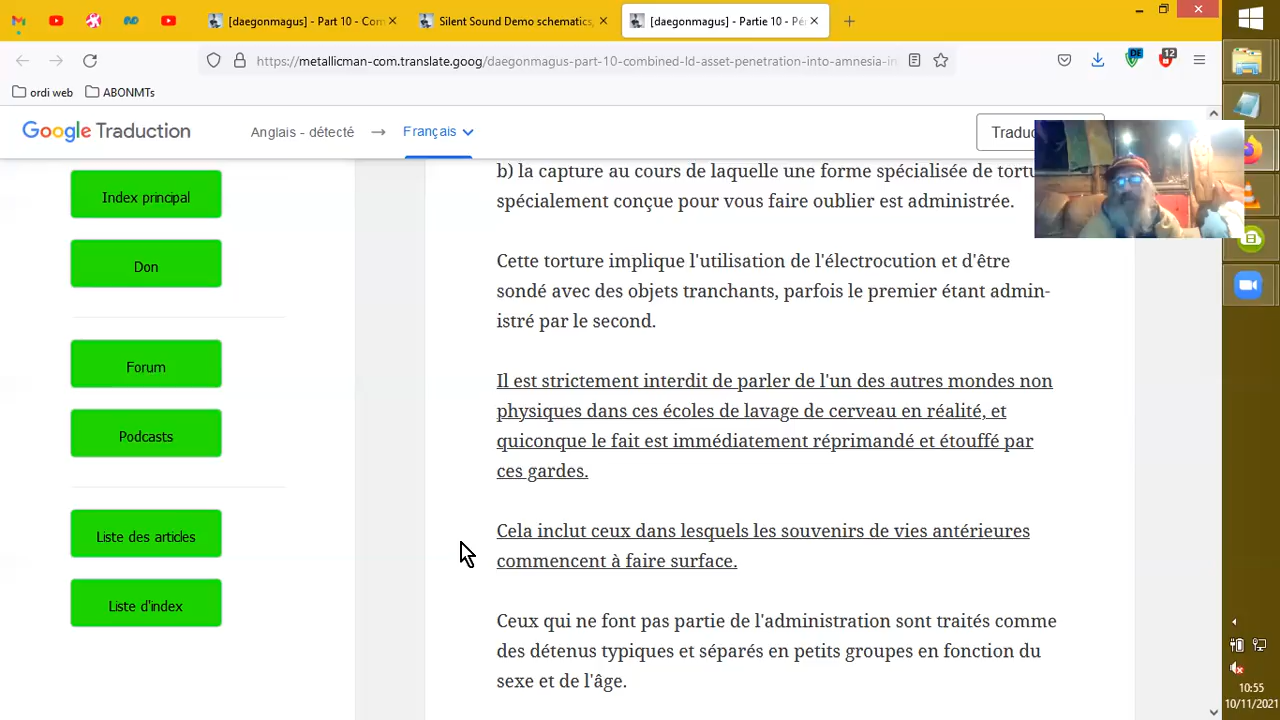 [daegonmagus] - Part 10 - Con
Silent Sound Demo schematics,
[daegonmagus] - Partie 10 - Pé
https://metallicman-com.translate.goog/daegonmagus-part-10-combined-ld-asset-penetration-into-amnesia-in
DE
12
ordi web
ABONMTs
Google Traduction
Anglais - détecté
Français
Traduc
Index principal
Don
Forum
Podcasts
Liste des articles
Liste d'index
b) la capture au cours de laquelle une forme spécialisée de tortu
spécialement conçue pour vous faire oublier est administrée.
Cette torture implique l'utilisation de l'électrocution et d'être
sondé avec des objets tranchants, parfois le premier étant admin-
istré par le second.
Il est strictement interdit de parler de l'un des autres mondes non
physiques dans ces écoles de lavage de cerveau en réalité, et
quiconque le fait est immédiatement réprimandé et étouffé par
ces gardes.
Cela inclut ceux dans lesquels les souvenirs de vies antérieures
commencent à faire surface.
Ceux qui ne font pas partie de l'administration sont traités comme
des détenus typiques et séparés en petits groupes en fonction du
sexe et de l'âge.
10:55
10/11/2021